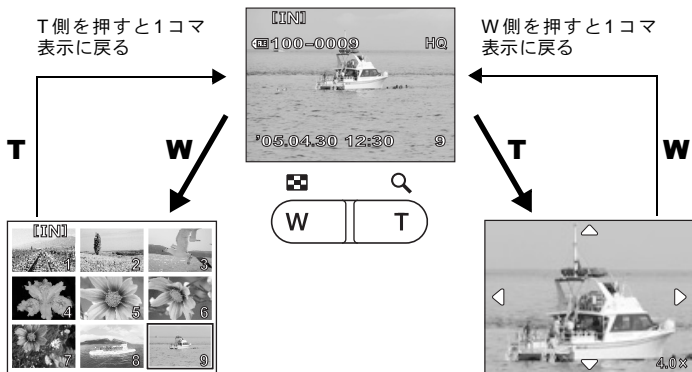 T側を押すと1コマ
表示に戻る
[IN]
100-0009
HQ
'05.04.30 12:30
9
W側を押すと1コマ
表示に戻る
T
W
T
W
W
T
[IN]
1
2
3
4
5
6
7
8
9
4.0×